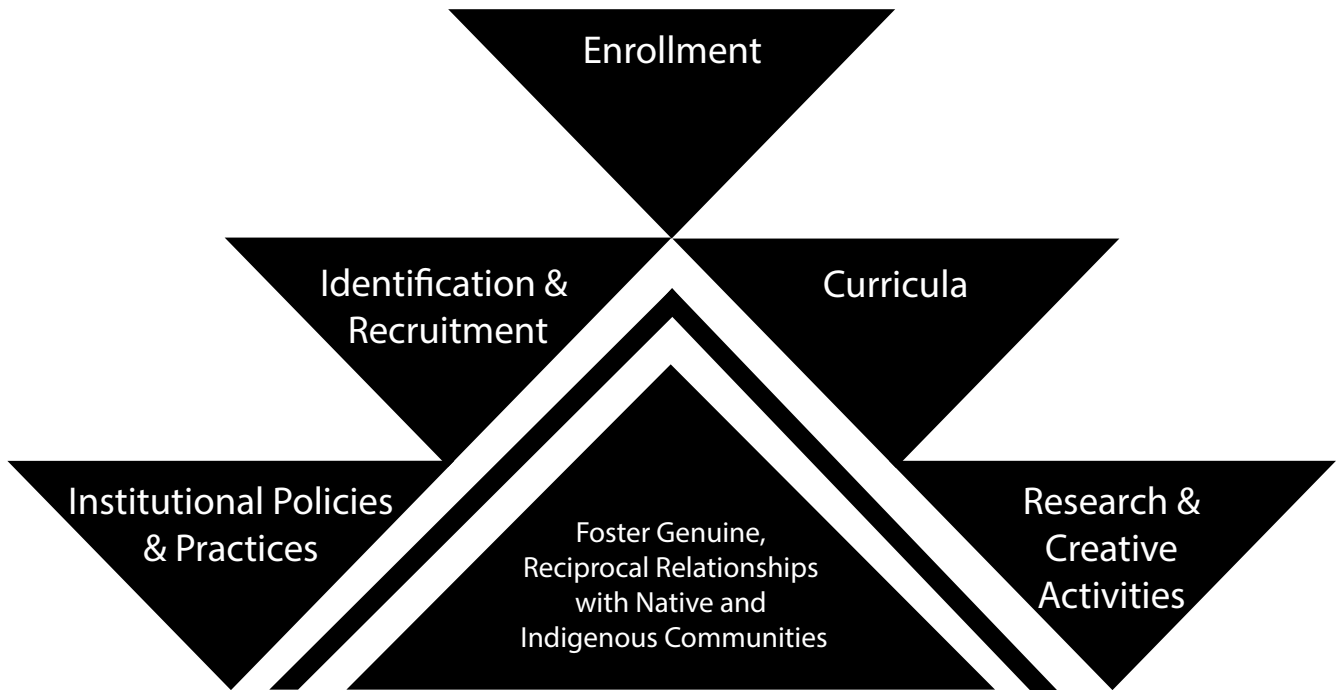 Enrollment
Identification &
Recruitment
Curricula
Institutional Policies
& Practices
Foster Genuine,
Reciprocal Relationships
with Native and
Indigenous Communities
Research &
Creative
Activities